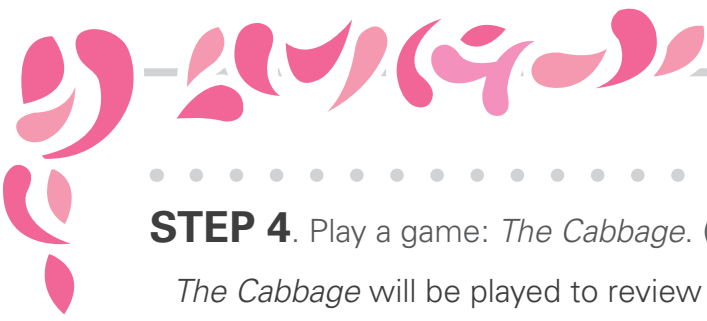 STEP 4. Play a game: The Cabbage. (
The Cabbage will be played to review